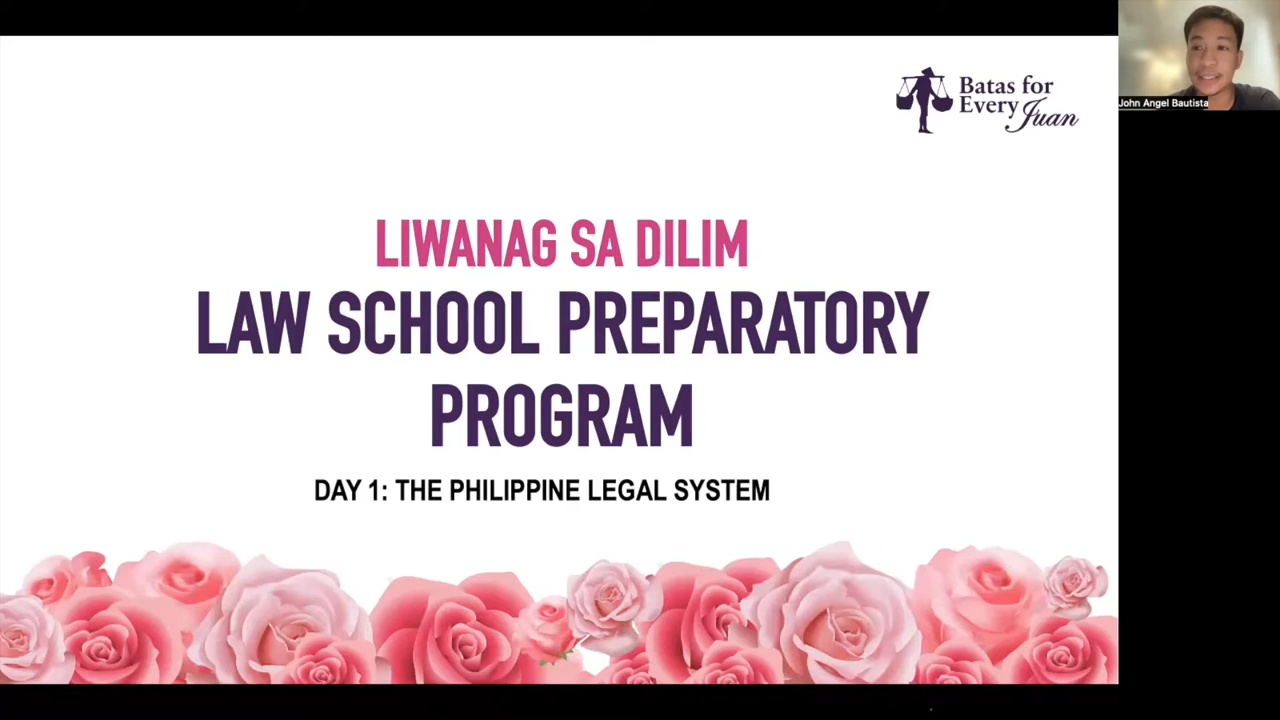 Batas for
Every Juan
John Angel Bautista
LIWANAG SA DILIM
LAW SCHOOL PREPARATORY
PROGRAM
DAY 1: THE PHILIPPINE LEGAL SYSTEM